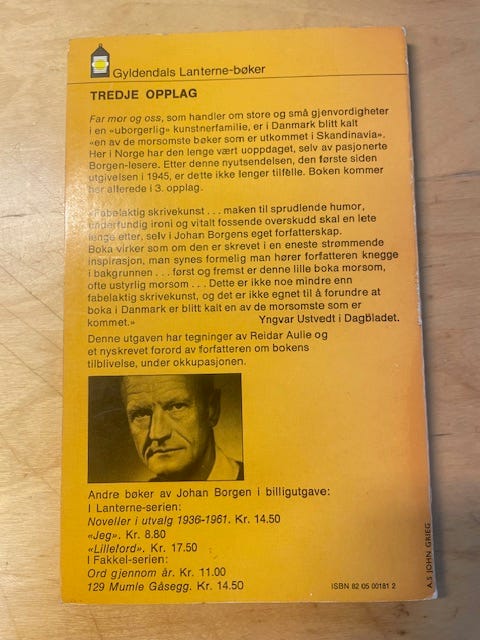 Gyldendals Lanterne-bøker
TREDJE OPPLAG
Far mor og oss, som handler om store og små gjenvordigheter
i en «uborgerlig» kunstnerfamilie, er i Danmark blitt kalt
«en av de morsomste bøker som er utkommet i Skandinavia».
Her i Norge har den lenge vært uoppdaget, selv av pasjonerte
Borgen-lesere. Etter denne nyutsendelsen, den første siden
utgivelsen i 1945, er dette ikke lenger tilfelle. Boken kommer
her allerede i 3. opplag.
«Fabelaktig skrivekunst . . . maken til sprudlende humor,
underfundig ironi og vitalt fossende overskudd skal en lete
lenge etter, selv i Johan Borgens eget forfatterskap.
Boka virker som om den er skrevet i en eneste strømmende
inspirasjon, man synes formelig man hører forfatteren knegge
i bakgrunnen . . . først og fremst er denne lille boka morsom,
ofte ustyrlig morsom . . . Dette er ikke noe mindre enn
fabelaktig skrivekunst, og det er ikke egnet til å forundre at
boka i Danmark er blitt kalt en av de morsomste som er
kommet.» Yngvar Ustvedt i Dagbladet.
Denne utgaven har tegninger av Reidar Aulie og
et nyskrevet forord av forfatteren om bokens
tilblivelse, under okkupasjonen.
Andre bøker av Johan Borgen i billigutgave:
I Lanterne-serien:
Noveller i utvalg 1936-1961. Kr. 14.50
«Jeg». Kr. 8.80
«Lillelord». Kr. 17.50
I Fakkel-serien:
Ord gjennom år. Kr. 11.00
129 Mumle Gåsegg. Kr. 14.50
ISBN 82 05 00181 2
A.S JOHN GRIEG